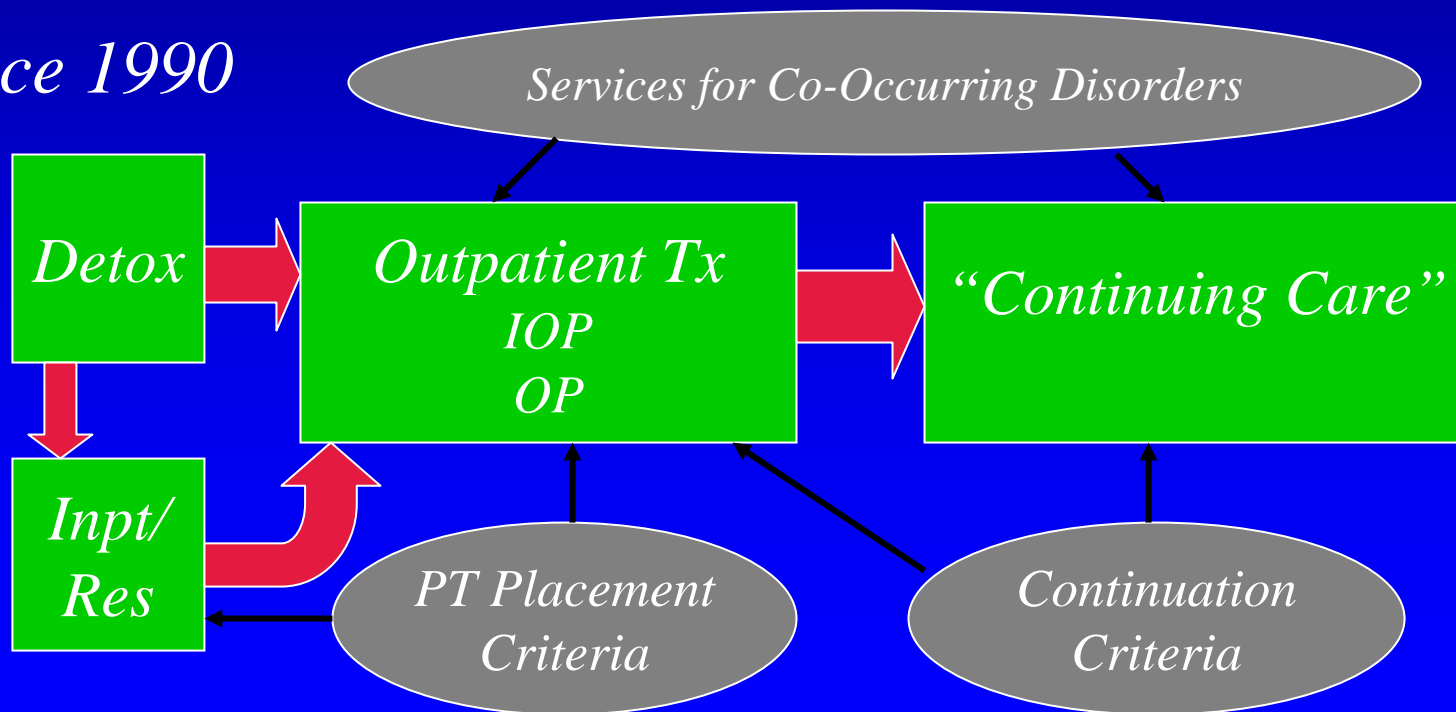 ce 1990
Services for Co-Occurring Disorders
Detox
Outpatient Tx
IOP
OP
“Continuing Care”
Inpt/
Res
PT Placement
Criteria
Continuation
Criteria